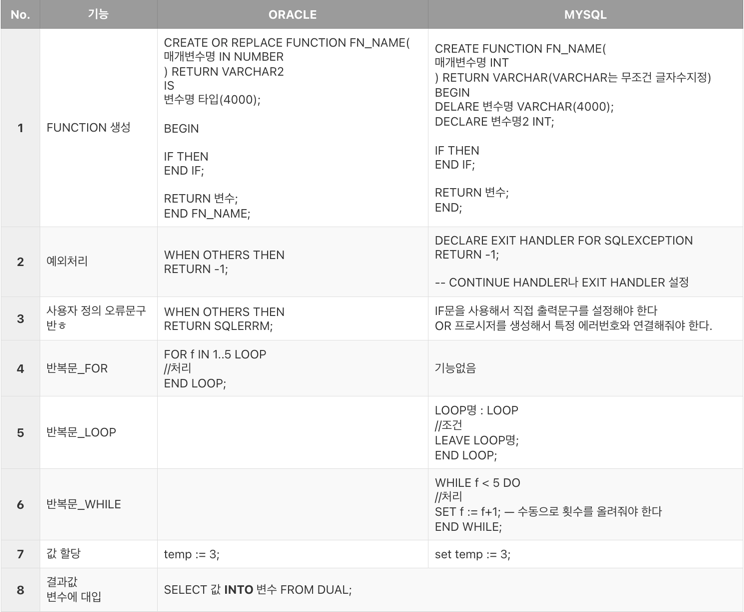 No. 기능 ORACLE MYSQL
1
FUNCTION 생성
CREATE OR REPLACE FUNCTION FN_NAME(
매개변수명 IN NUMBER
) RETURN VARCHAR2
IS
변수명 타입(4000);
BEGIN
IF THEN
END IF;
RETURN 변수;
END FN_NAME;
CREATE FUNCTION FN_NAME(
매개변수명 INT
) RETURN VARCHAR(VARCHAR는 무조건 글자수지정)
BEGIN
DELARE 변수명 VARCHAR(4000);
DECLARE 변수명2 INT;
IF THEN
END IF;
RETURN 변수;
END;
2
예외처리
WHEN OTHERS THEN
RETURN -1;
DECLARE EXIT HANDLER FOR SQLEXCEPTION
RETURN -1;
-- CONTINUE HANDLER나 EXIT HANDLER 설정
3
사용자 정의 오류문구
반ㅎ
WHEN OTHERS THEN
RETURN SQLERRM;
IF문을 사용해서 직접 출력문구를 설정해야 한다
OR 프로시저를 생성해서 특정 에러번호와 연결해줘야 한다.
4
반복문_FOR
FOR f IN 1..5 LOOP
//처리
END LOOP;
기능없음
5
반복문_LOOP
LOOP명 : LOOP
//조건
LEAVE LOOP명;
END LOOP;
6
반복문_WHILE
WHILE f < 5 DO
//처리
SET f := f+1; — 수동으로 횟수를 올려줘야 한다
END WHILE;
7
값 할당
temp := 3;
set temp := 3;
8
결과값
변수에 대입
SELECT 값 INTO 변수 FROM DUAL;